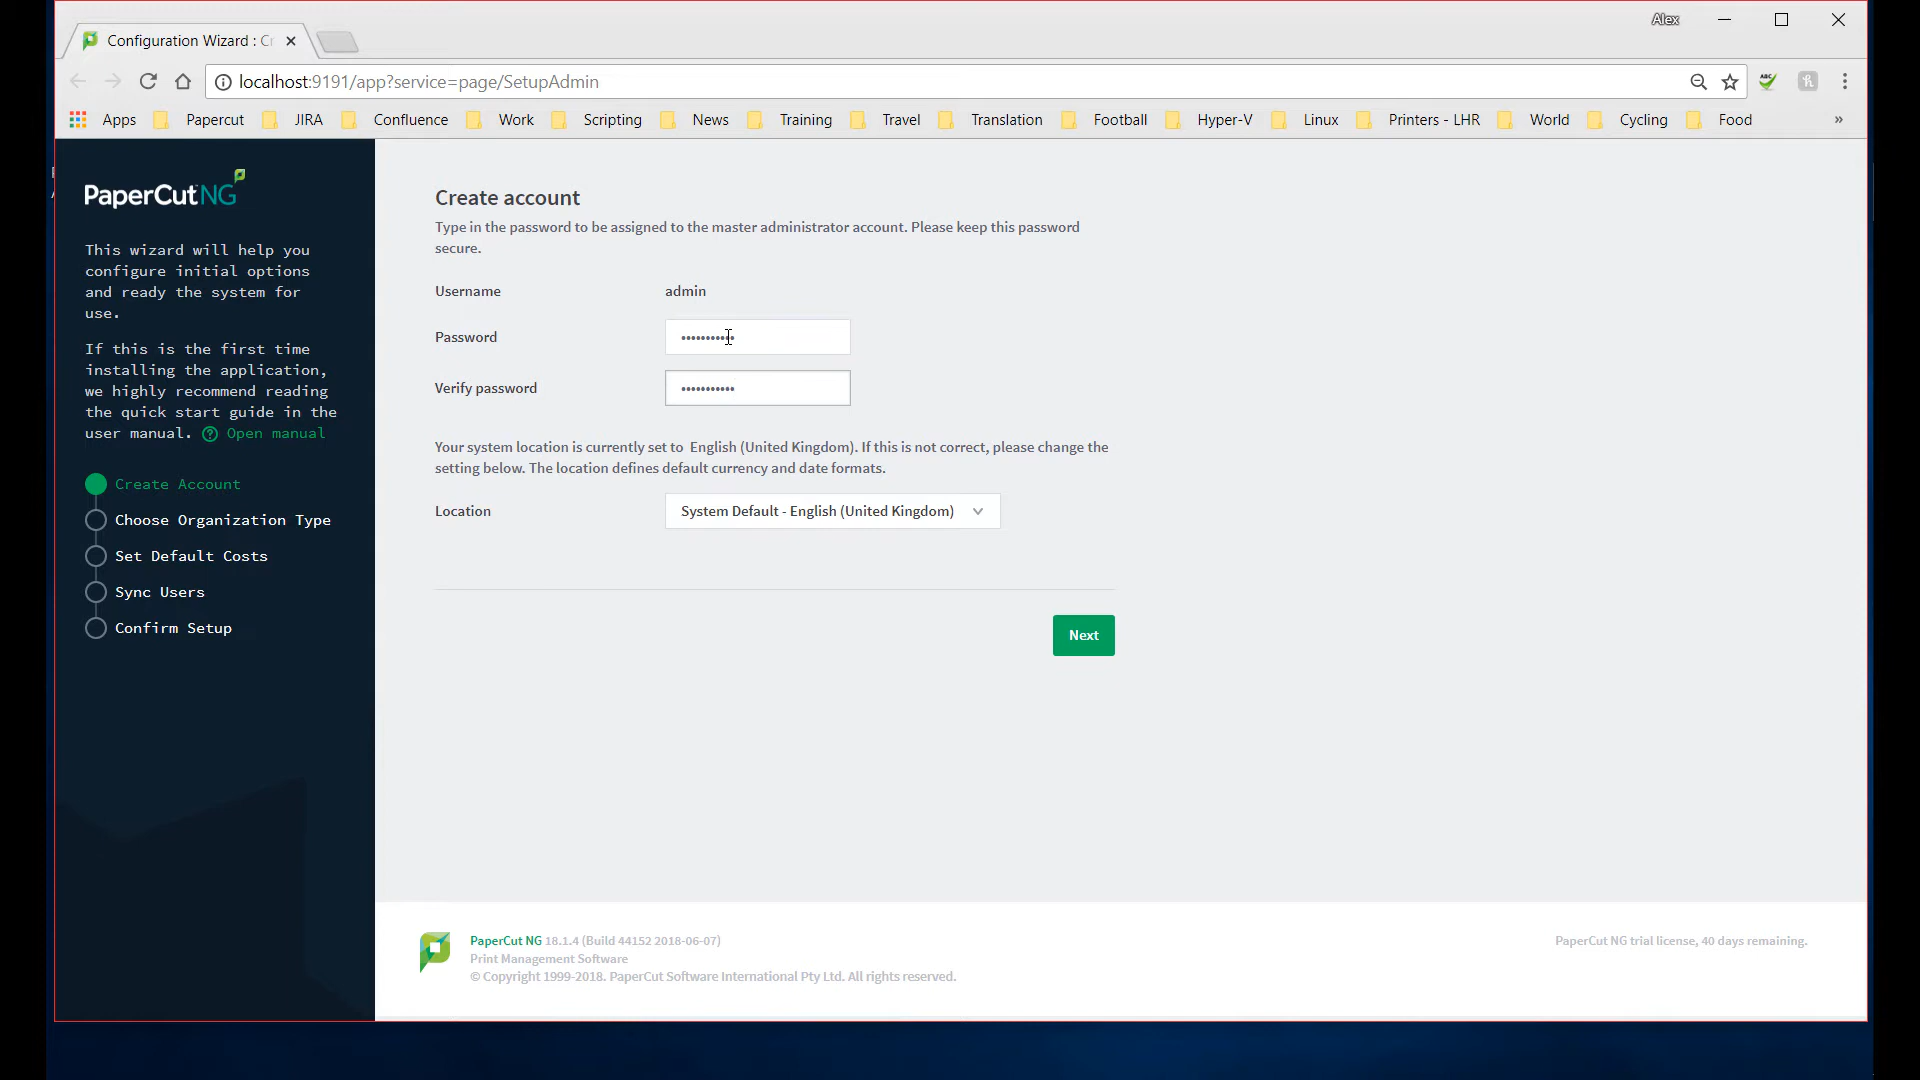 Alex
Configuration Wizard : Cr
localhost:9191/app?service=page/SetupAdmin
ABC
Apps Papercut JIRA Confluence Work Scripting News Training Travel Translation Football Hyper-V Linux Printers - LHR World Cycling Food »
PaperCut NG
This wizard will help you
configure initial options
and ready the system for
use.
If this is the first time
installing the application,
we highly recommend reading
the quick start guide in the
user manual. Open manual
Create Account
Choose Organization Type
Set Default Costs
Sync Users
Confirm Setup
Create account
Type in the password to be assigned to the master administrator account. Please keep this password
secure.
Username admin
Password •••••••••••
Verify password •••••••••••
Your system location is currently set to English (United Kingdom). If this is not correct, please change the
setting below. The location defines default currency and date formats.
Location System Default - English (United Kingdom)
Next
PaperCut NG 18.1.4 (Build 44152 2018-06-07)
Print Management Software
© Copyright 1999-2018. PaperCut Software International Pty Ltd. All rights reserved.
PaperCut NG trial license, 40 days remaining.